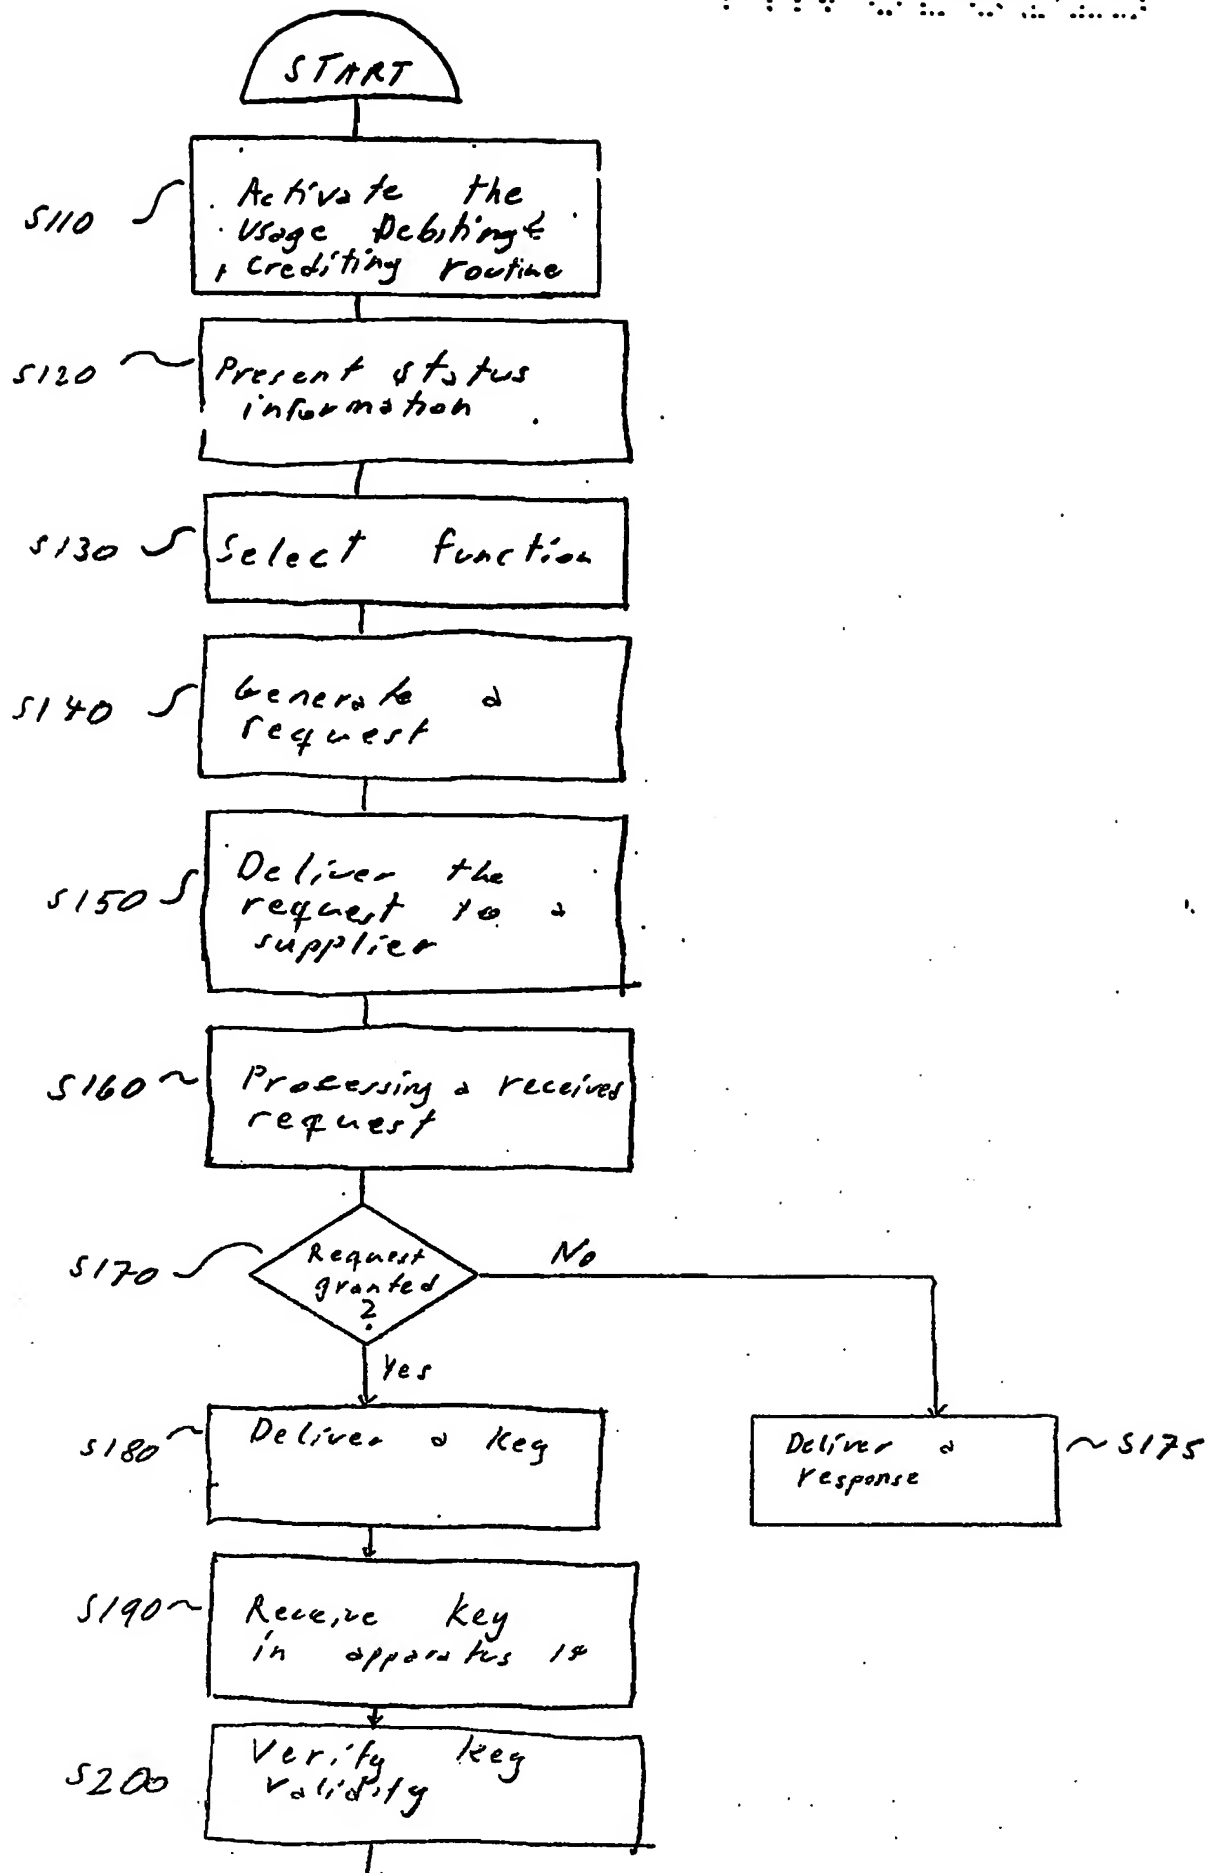 START
S110
Activate the
Usage Debiting &
crediting routine
S120
Present status
information
S130
Select function
S140
Generate a
request
S150
Deliver the
request to a
supplier
S160
Processing a received
request
S170
Request
granted
?
No
Yes
S180
Deliver a key
Deliver a
response
S175
S190
Receive key
in apparatus 14
S200
Verify key
validity